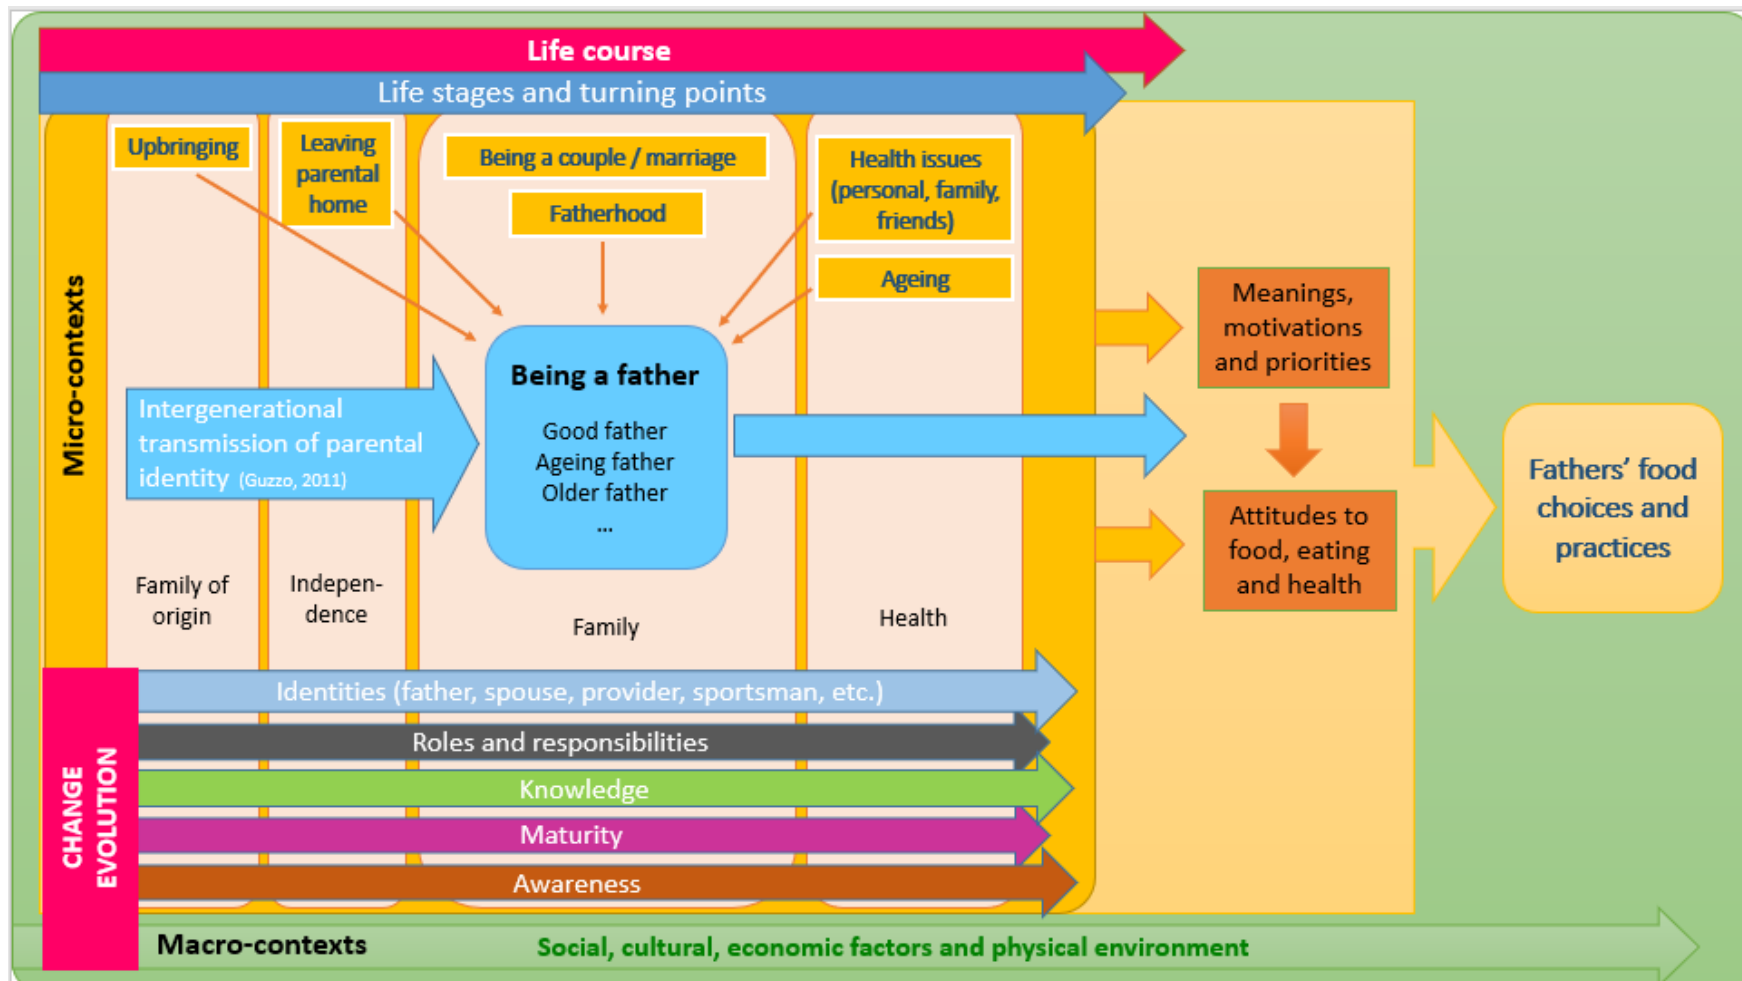 Life course
Life stages and turning points
Upbringing
Leaving
parental
home
Being a couple / marriage
Fatherhood
Health issues
(personal, family,
friends)
Ageing
Micro-contexts
Intergenerational
transmission of parental
identity (Guzzo, 2011)
Being a father
Good father
Ageing father
Older father
...
Meanings,
motivations
and priorities
Attitudes to
food, eating
and health
Fathers’ food
choices and
practices
Family of
origin
Indepen-
dence
Family
Health
CHANGE
EVOLUTION
Identities (father, spouse, provider, sportsman, etc.)
Roles and responsibilities
Knowledge
Maturity
Awareness
Macro-contexts
Social, cultural, economic factors and physical environment